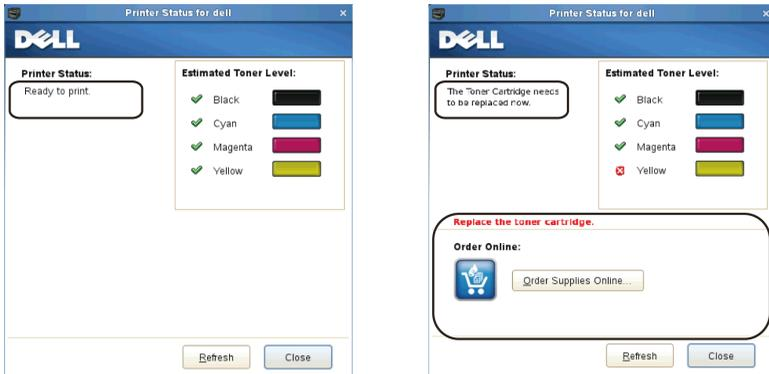 Printer Status for dell
DELL
Printer Status:
Ready to print.
Estimated Toner Level:
Black
Cyan
Magenta
Yellow
Refresh
Close
Printer Status for dell
DELL
Printer Status:
The Toner Cartridge needs
to be replaced now.
Estimated Toner Level:
Black
Cyan
Magenta
Yellow
Replace the toner cartridge.
Order Online:
Order Supplies Online...
Refresh
Close